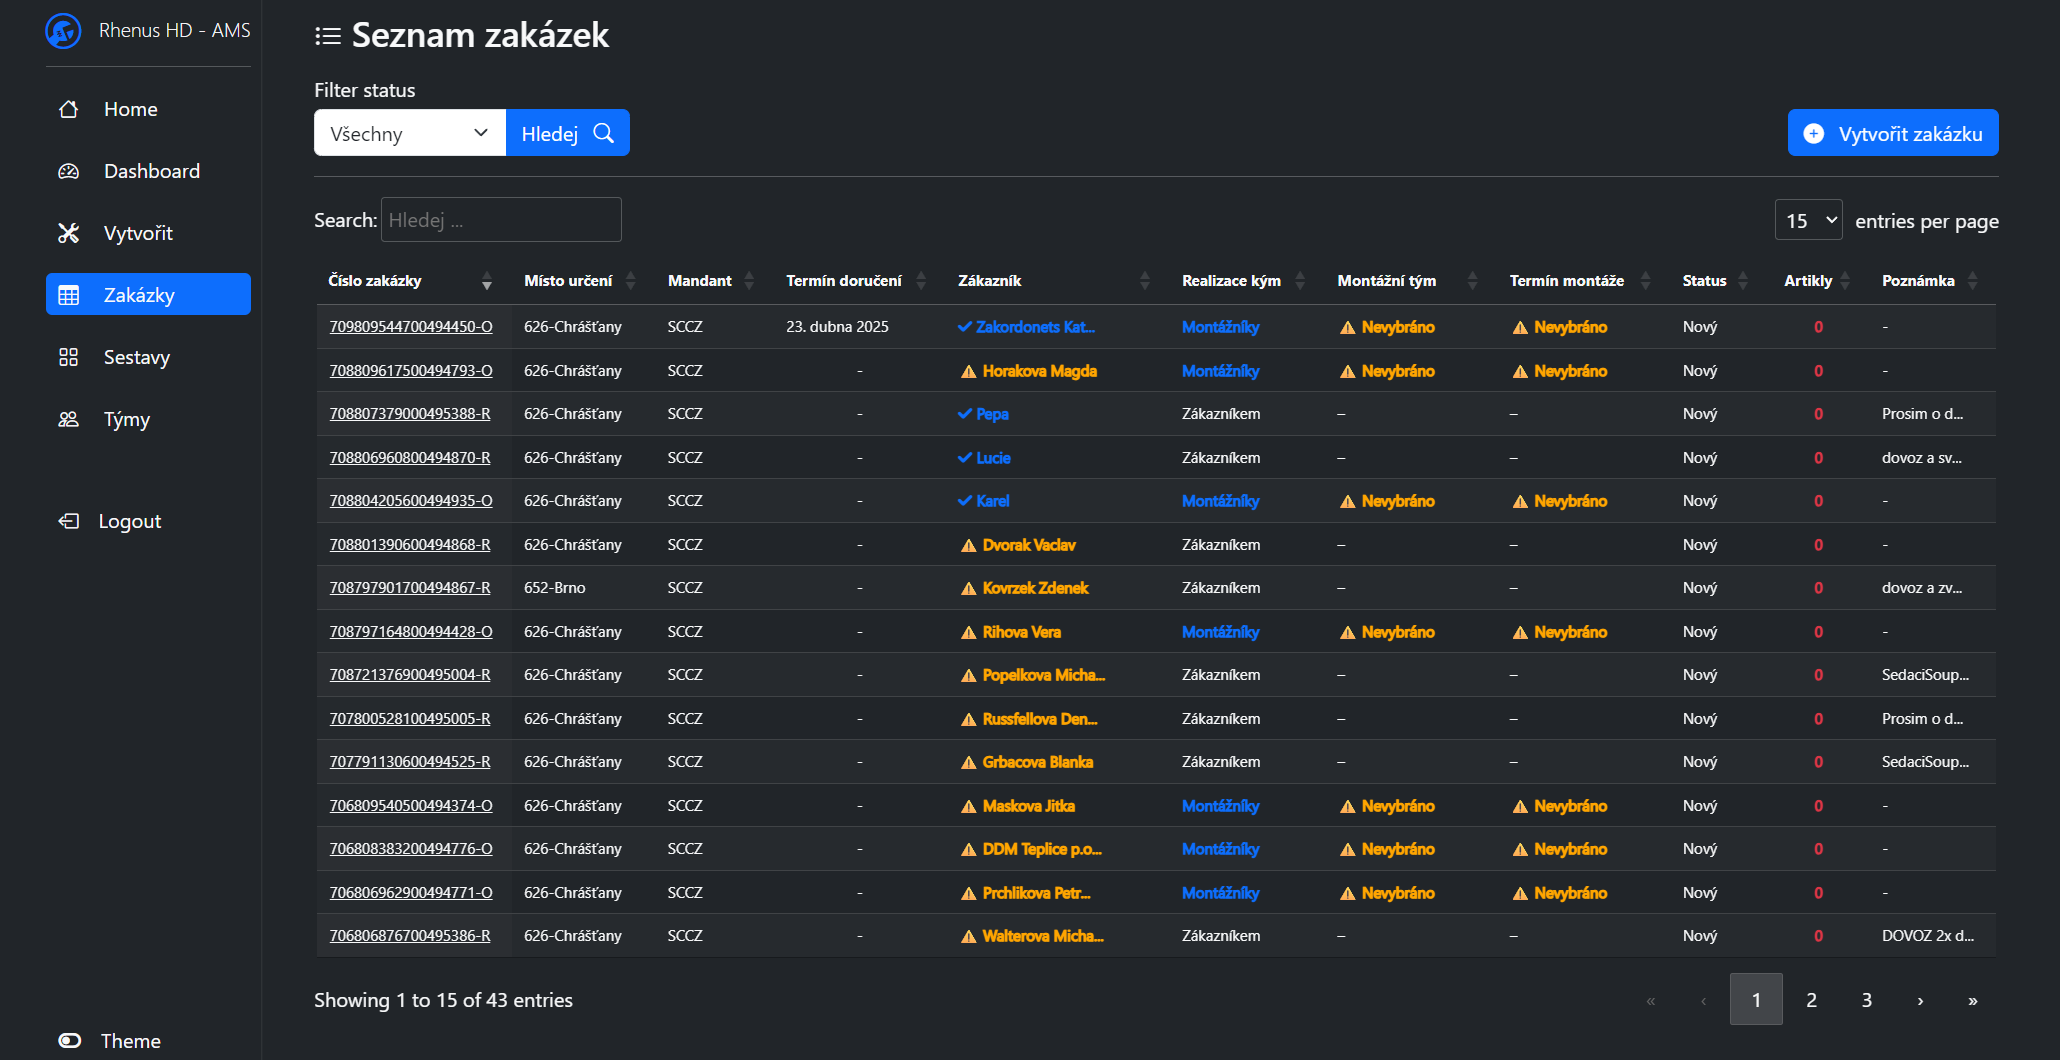 Rhenus HD - AMS
Home
Dashboard
Vytvořit
Zakázky
Sestavy
Týmy
Logout
Theme
Seznam zakázek
Filter status
Všechny Hledej
Vytvořit zakázku
Search: Hledej ...
15 entries per page
Číslo zakázky Místo určení Mandant Termín doručení Zákazník Realizace kým Montážní tým Termín montáže Status Artikly Poznámka
709809544700494450-O 626-Chrášťany SCCZ 23. dubna 2025 Zakordonets Kat... Montážníky Nevybráno Nevybráno Nový 0 -
708809617500494793-O 626-Chrášťany SCCZ - Horakova Magda Montážníky Nevybráno Nevybráno Nový 0 -
708807379000495388-R 626-Chrášťany SCCZ - Pepa Zákazníkem – – Nový 0 Prosim o d...
708806960800494870-R 626-Chrášťany SCCZ - Lucie Zákazníkem – – Nový 0 dovoz a sv...
708804205600494935-O 626-Chrášťany SCCZ - Karel Montážníky Nevybráno Nevybráno Nový 0 -
708801390600494868-R 626-Chrášťany SCCZ - Dvorak Vaclav Zákazníkem – – Nový 0 -
708797901700494867-R 652-Brno SCCZ - Kovrzek Zdenek Zákazníkem – – Nový 0 dovoz a zv...
708797164800494428-O 626-Chrášťany SCCZ - Rihova Vera Montážníky Nevybráno Nevybráno Nový 0 -
708721376900495004-R 626-Chrášťany SCCZ - Popelkova Micha... Zákazníkem – – Nový 0 SedaciSoup...
707800528100495005-R 626-Chrášťany SCCZ - Russfellova Den... Zákazníkem – – Nový 0 Prosim o d...
707791130600494525-R 626-Chrášťany SCCZ - Grbacova Blanka Zákazníkem – – Nový 0 SedaciSoup...
706809540500494374-O 626-Chrášťany SCCZ - Maskova Jitka Montážníky Nevybráno Nevybráno Nový 0 -
706808383200494776-O 626-Chrášťany SCCZ - DDM Teplice p.o... Montážníky Nevybráno Nevybráno Nový 0 -
706806962900494771-O 626-Chrášťany SCCZ - Prchlikova Petr... Montážníky Nevybráno Nevybráno Nový 0 -
706806876700495386-R 626-Chrášťany SCCZ - Walterova Micha... Zákazníkem – – Nový 0 DOVOZ 2x d...
Showing 1 to 15 of 43 entries
« ‹ 1 2 3 › »